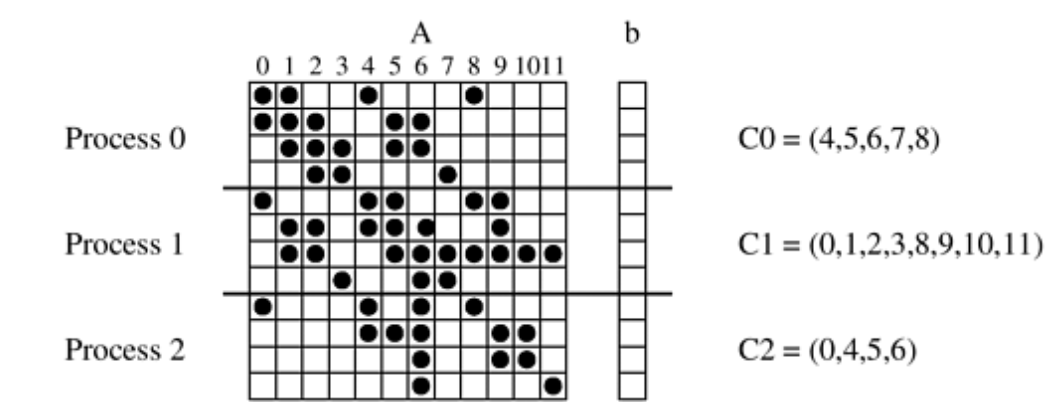 A b
0 1 2 3 4 5 6 7 8 9 10 11
Process 0 C0 = (4,5,6,7,8)
Process 1 C1 = (0,1,2,3,8,9,10,11)
Process 2 C2 = (0,4,5,6)